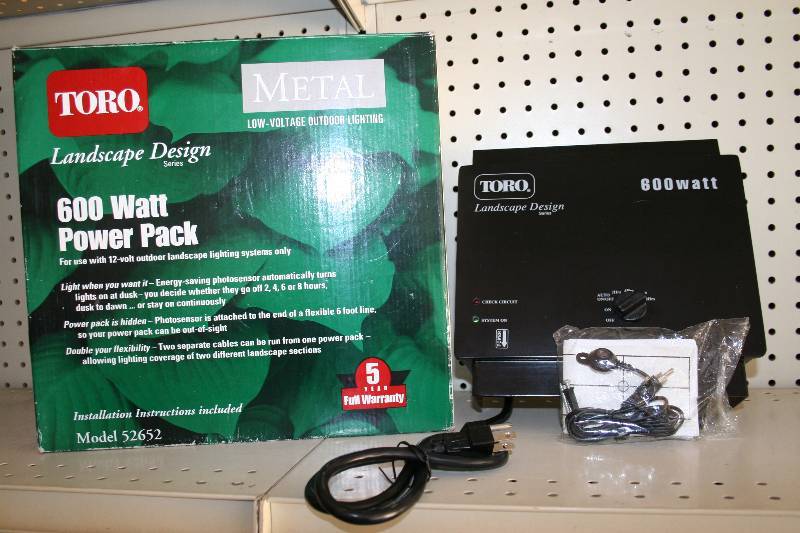 TORO.
METAL
LOW-VOLTAGE OUTDOOR LIGHTING
Landscape Design
Series
600 Watt
Power Pack
For use with 12-volt outdoor landscape lighting systems only
Light when you want it – Energy-saving photosensor automatically turns
lights on at dusk – you decide whether they go off 2, 4, 6 or 8 hours,
dusk to dawn ... or stay on continuously
Power pack is hidden – Photosensor is attached to the end of a flexible 6 foot line,
so your power pack can be out-of-sight
Double your flexibility – Two separate cables can be run from one power pack –
allowing lighting coverage of two different landscape sections
5
YEAR
Full Warranty
Installation Instructions included
Model 52652
TORO.
600watt
Landscape Design
Series
CHECK CIRCUIT
SYSTEM ON
AUTO
ON/OFF
ON
OFF